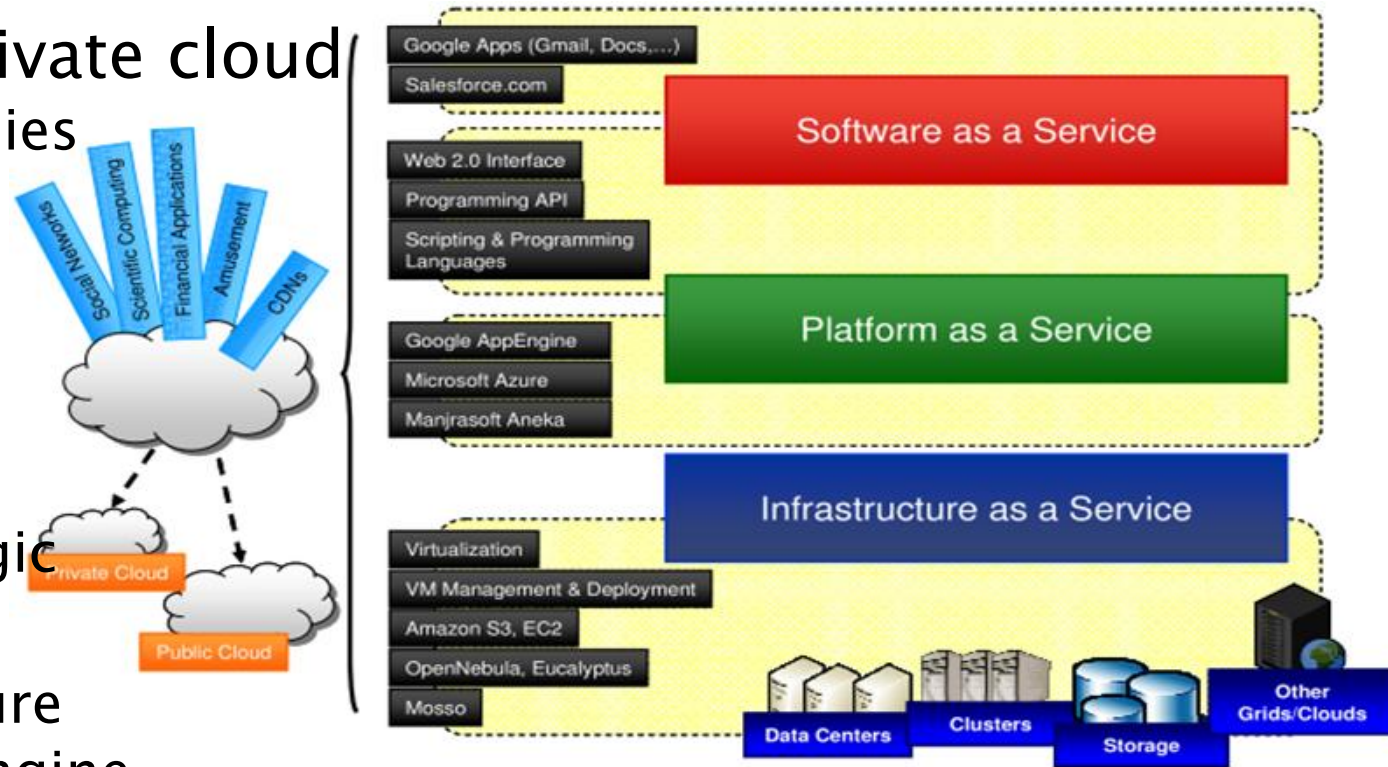 ivate cloud
ies
gic
ure
ngine
Social Networks
Scientific Computing
Financial Applications
Amusement
CDNs
Private Cloud
Public Cloud
Google Apps (Gmail, Docs,...)
Salesforce.com
Software as a Service
Web 2.0 Interface
Programming API
Scripting & Programming
Languages
Platform as a Service
Google AppEngine
Microsoft Azure
Manjrasoft Aneka
Infrastructure as a Service
Virtualization
VM Management & Deployment
Amazon S3, EC2
OpenNebula, Eucalyptus
Mosso
Data Centers
Clusters
Storage
Other
Grids/Clouds